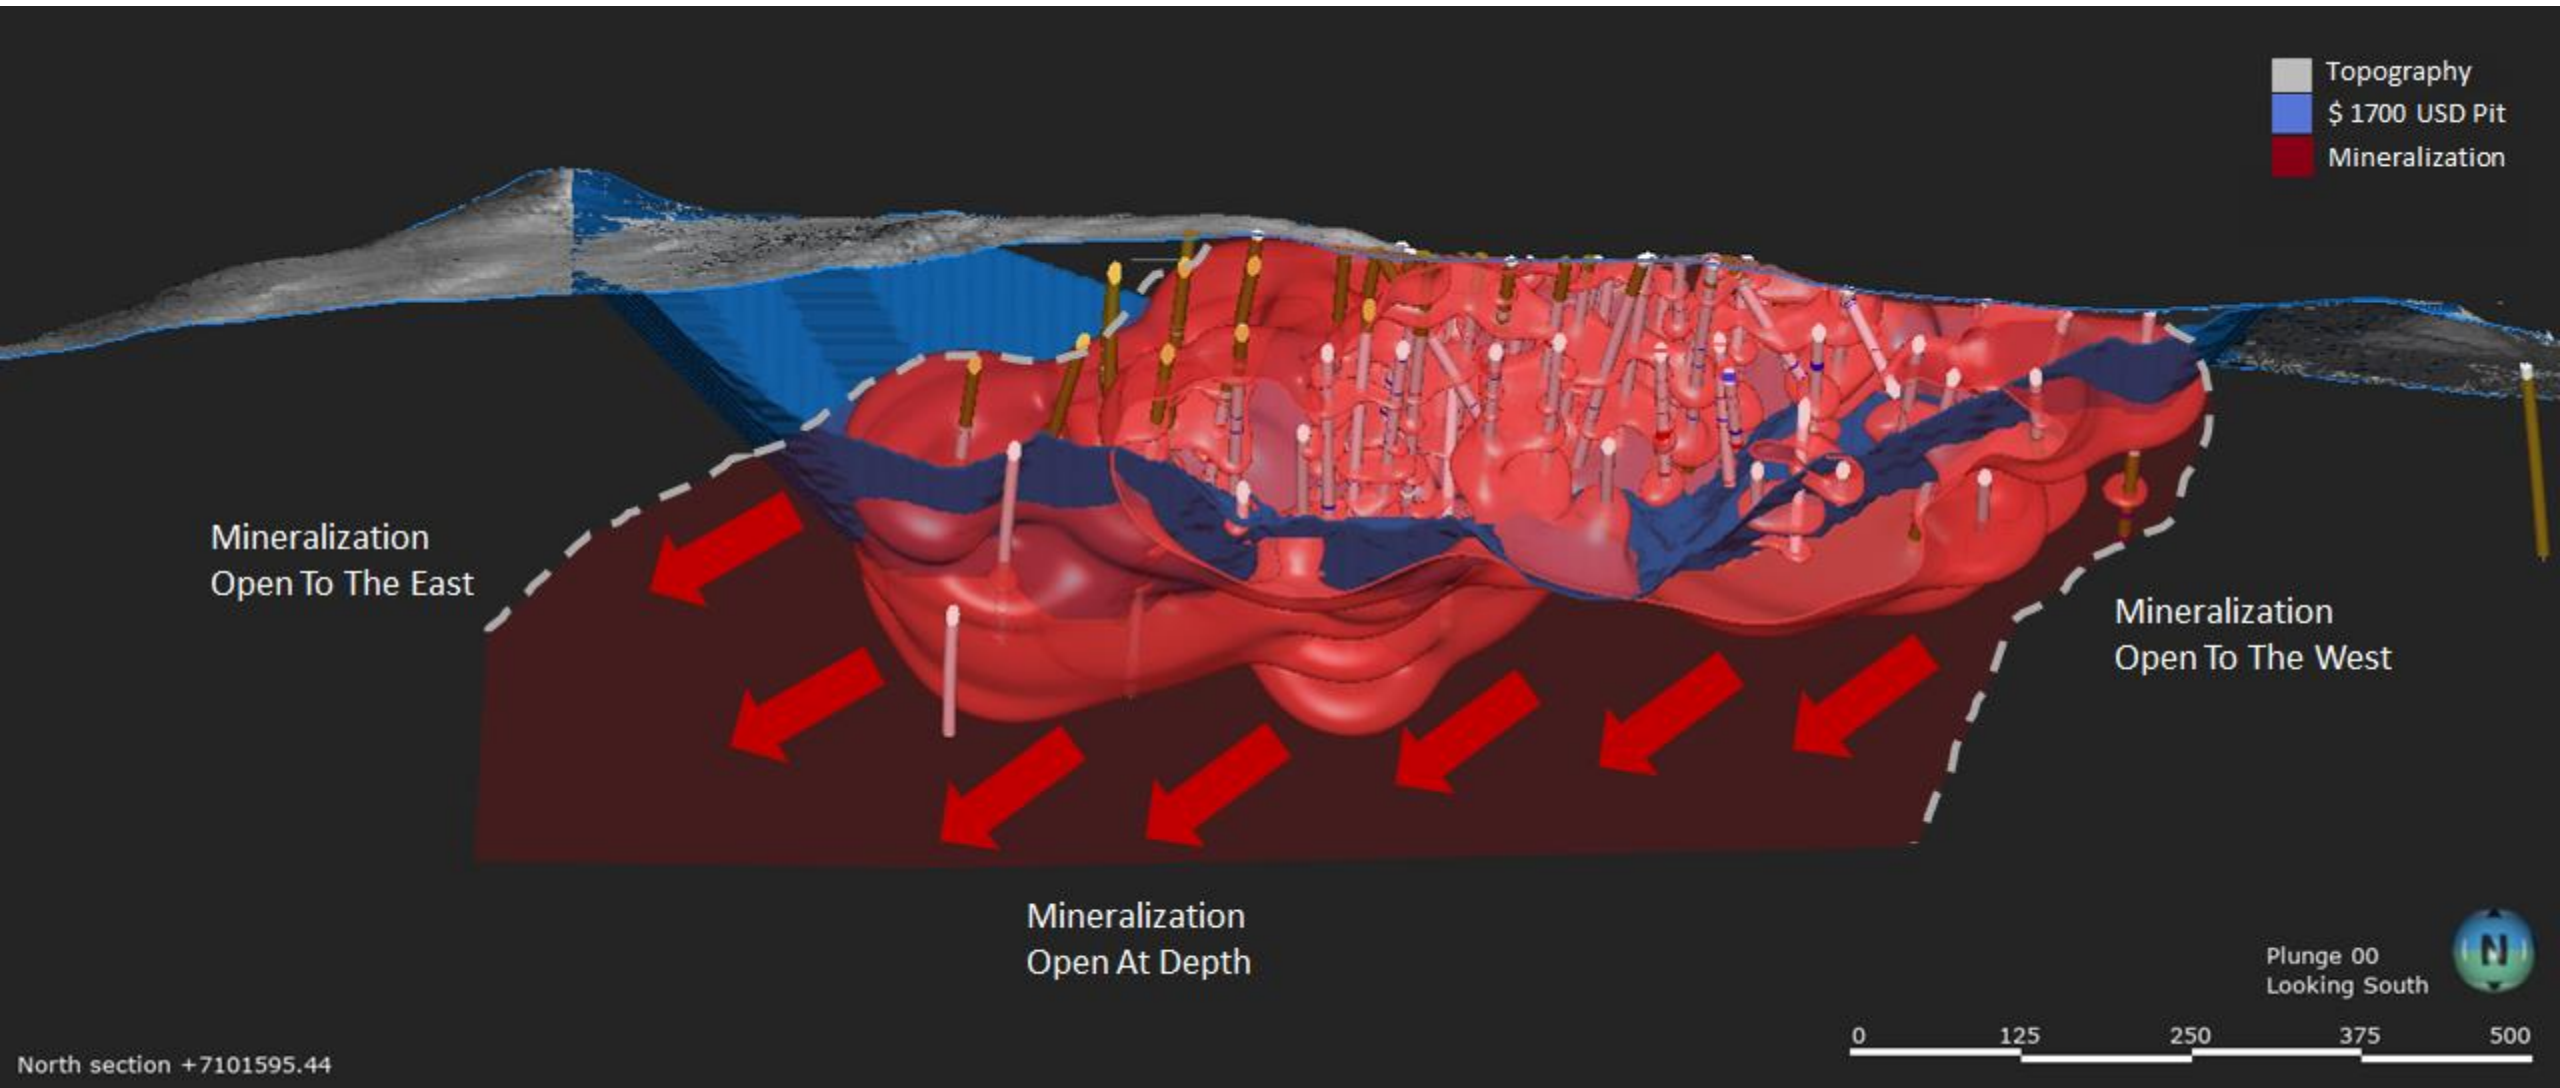 Topography
$ 1700 USD Pit
Mineralization
Mineralization
Open To The East
Mineralization
Open To The West
Mineralization
Open At Depth
Plunge 00
Looking South
N
0 125 250 375 500
North section +7101595.44